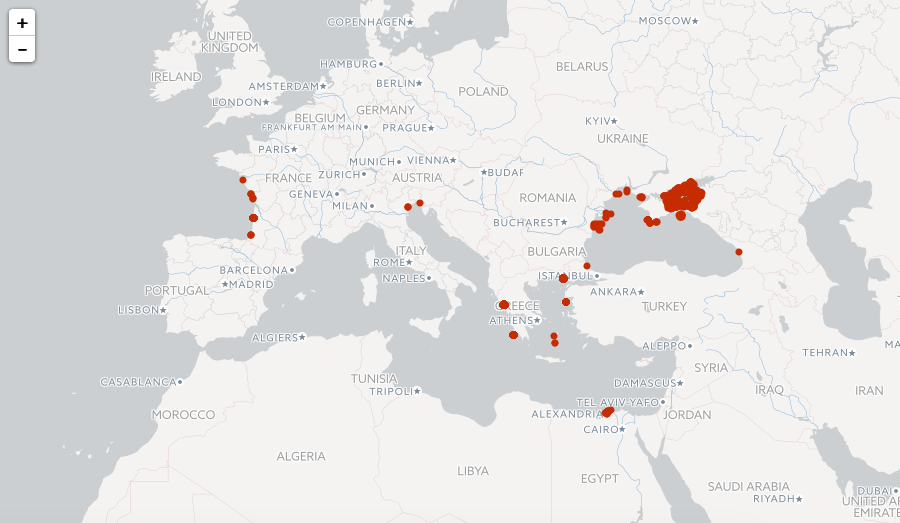 +
−
COPENHAGEN
MOSCOW
UNITED
KINGDOM
HAMBURG
BELARUS
IRELAND
AMSTERDAM
BERLIN
POLAND
LONDON
GERMANY
BELGIUM
KYIV
FRANKFURT AM MAIN
PRAGUE
UKRAINE
PARIS
MUNICH
VIENNA
ZÜRICH
BUDAP
FRANCE
AUSTRIA
GENEVA
ROMANIA
MILAN
BUCHAREST
ITALY
BULGARIA
ROME
BARCELONA
ISTANBUL
NAPLES
MADRID
PORTUGAL
ANKARA
GREECE
TURKEY
LISBON
ATHENS
ALGIERS
ALEPPO
TEHRAN
MA
SYRIA
CASABLANCA
TUNISIA
DAMASCUS
TRIPOLI
IRAQ
IRAN
TEL AVIV-YAFO
MOROCCO
ALEXANDRIA
JORDAN
CAIRO
ALGERIA
LIBYA
EGYPT
SAUDI ARABIA
DUBAI
RIYADH
UNITED AR
EMIRATE